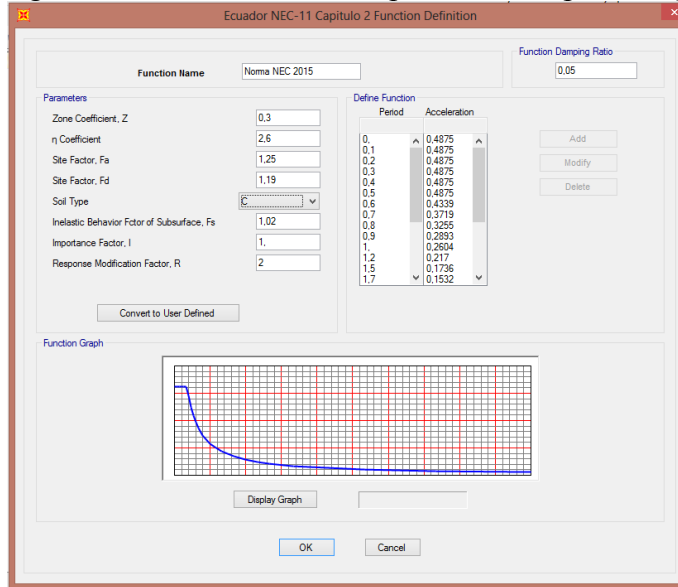 Ecuador NEC-11 Capitulo 2 Function Definition
Function Name Norma NEC 2015
Function Damping Ratio
0,05
Parameters
Zone Coefficient, Z 0,3
η Coefficient 2,6
Site Factor, Fa 1,25
Site Factor, Fd 1,19
Soil Type C
Inelastic Behavior Fctor of Subsurface, Fs 1,02
Importance Factor, I 1,
Response Modification Factor, R 2
Convert to User Defined
Define Function
Period Acceleration
0, 0,4875
0,1 0,4875
0,2 0,4875
0,3 0,4875
0,4 0,4875
0,5 0,4875
0,6 0,4339
0,7 0,3719
0,8 0,3255
0,9 0,2893
1, 0,2604
1,2 0,217
1,5 0,1736
1,7 0,1532
Add
Modify
Delete
Function Graph
Display Graph
OK Cancel